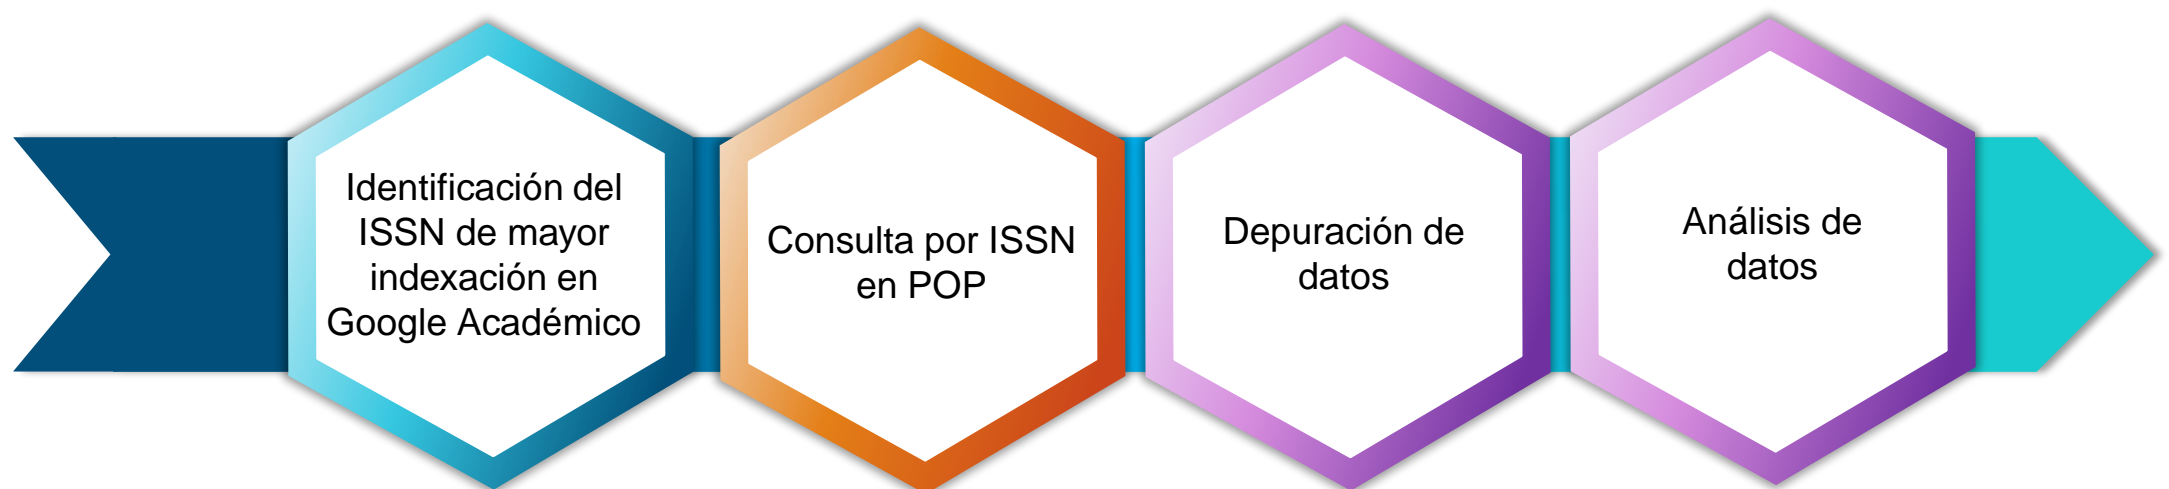 Identificación del
ISSN de mayor
indexación en
Google Académico
Consulta por ISSN
en POP
Depuración de
datos
Análisis de
datos